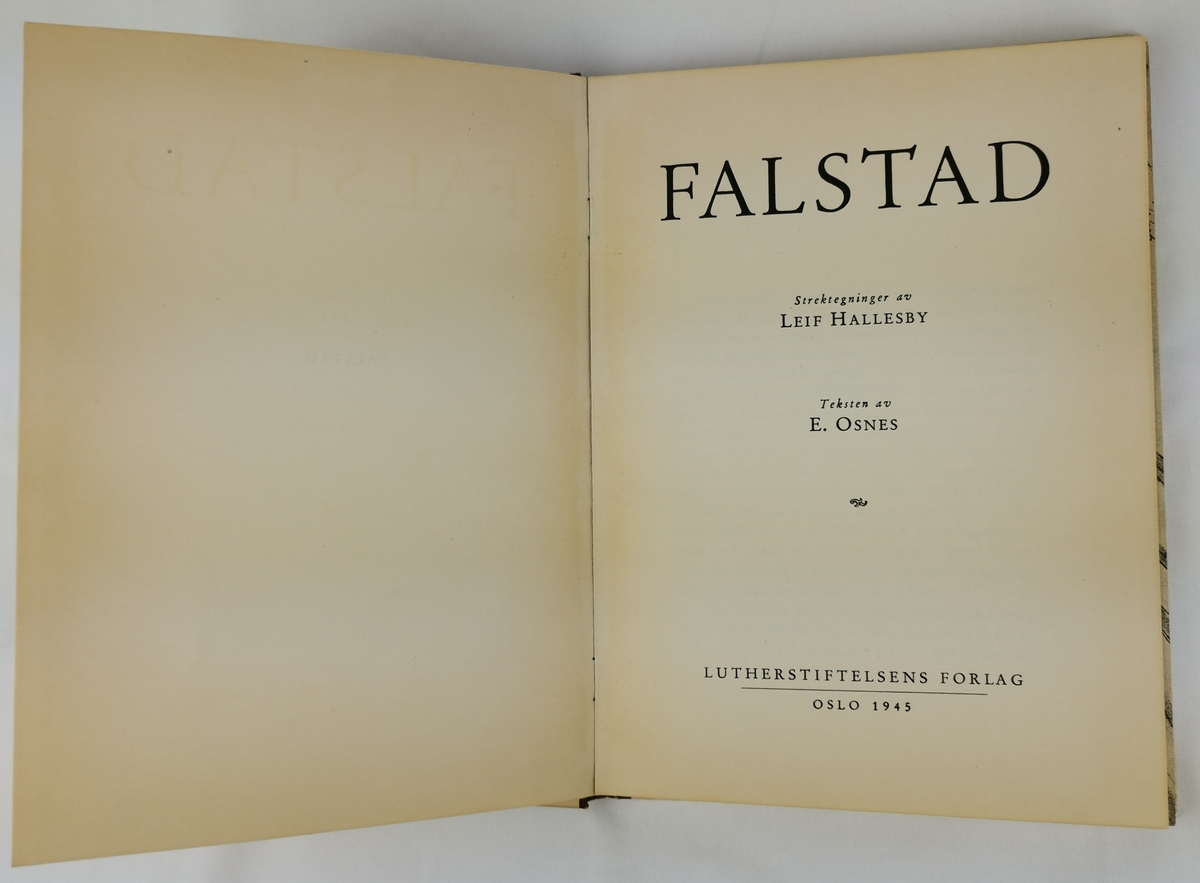 FALSTAD
Strektegninger av
LEIF HALLESBY
Teksten av
E. OSNES
LUTHERSTIFTELSENS FORLAG
OSLO 1945